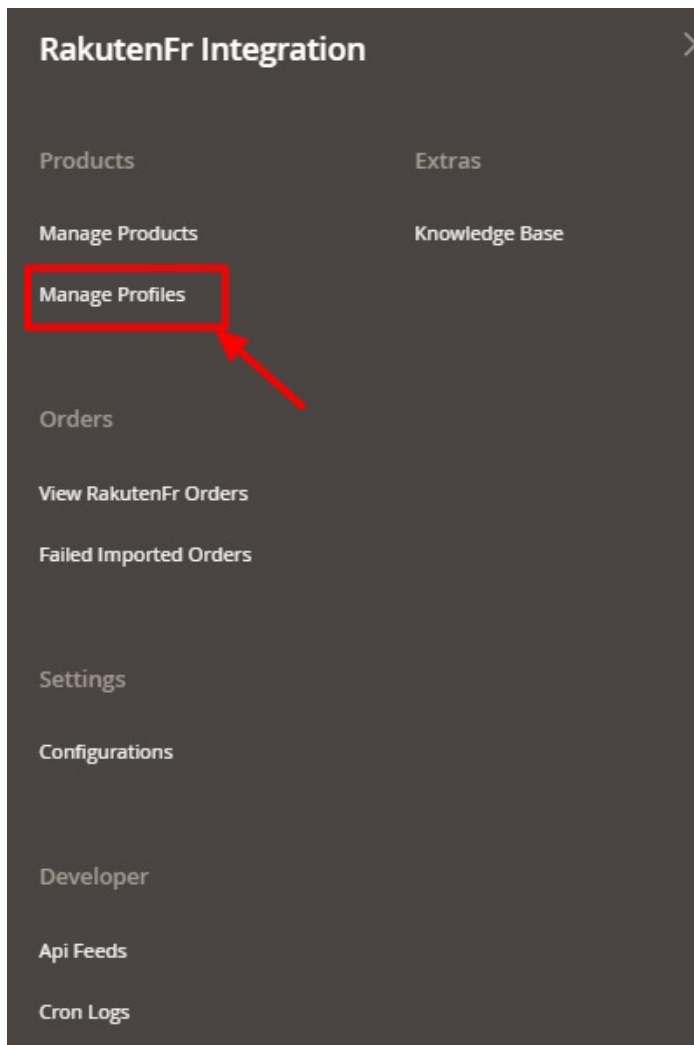 RakutenFr Integration
Products
Manage Products
Manage Profiles
Extras
Knowledge Base
Orders
View RakutenFr Orders
Failed Imported Orders
Settings
Configurations
Developer
Api Feeds
Cron Logs